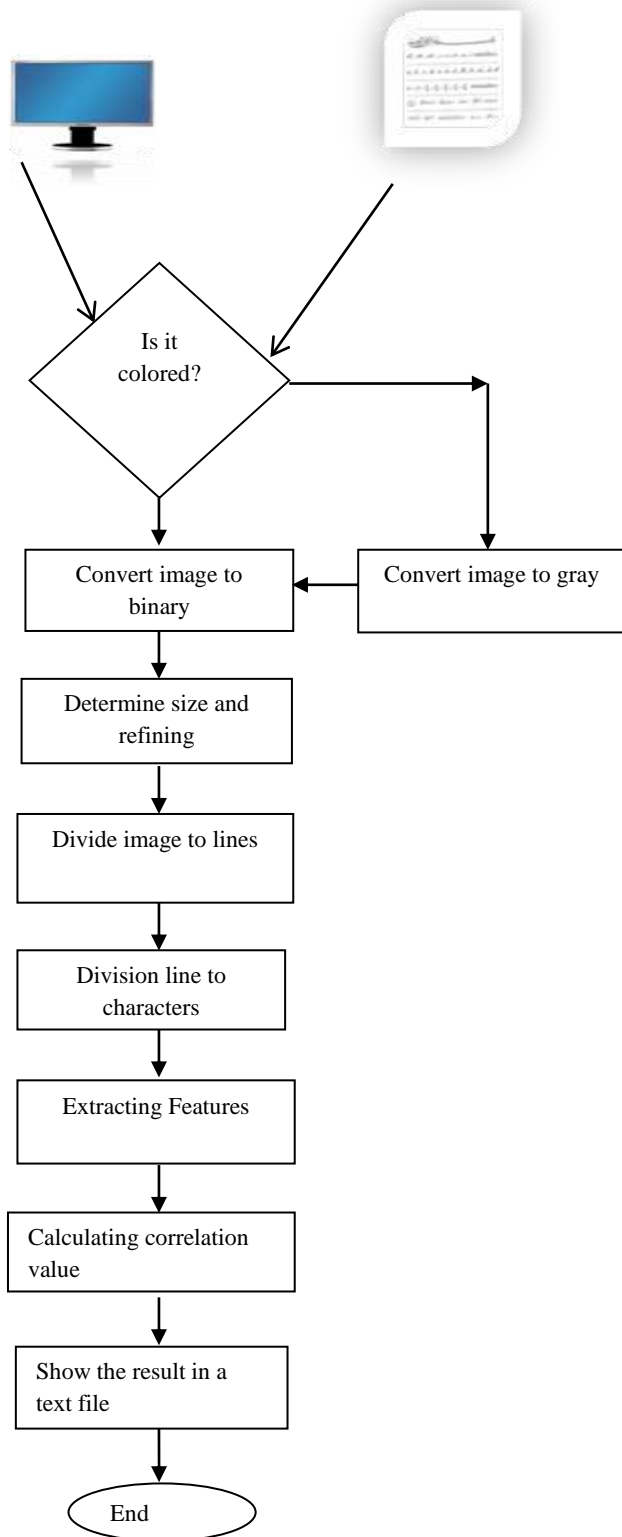 Is it
colored?
Convert image to
binary
Convert image to gray
Determine size and
refining
Divide image to lines
Division line to
characters
Extracting Features
Calculating correlation
value
Show the result in a
text file
End